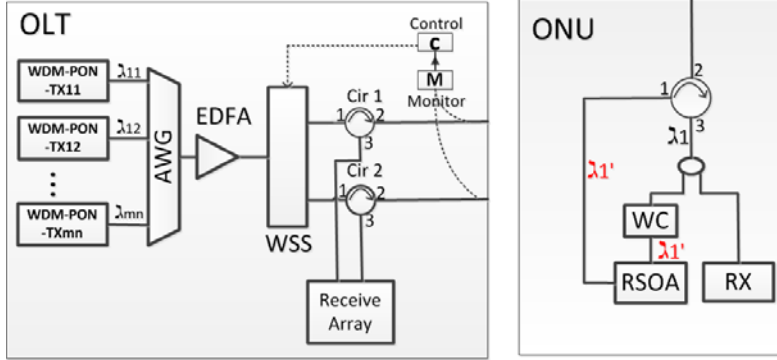 OLT
WDM-PON
-TX11
λ11
WDM-PON
-TX12
λ12
WDM-PON
-TXmn
λmn
AWG
EDFA
WSS
Control
C
M
Monitor
Cir 1
1
2
3
Cir 2
1
2
3
Receive
Array
ONU
2
1
3
λ1
λ1'
WC
λ1'
RSOA
RX